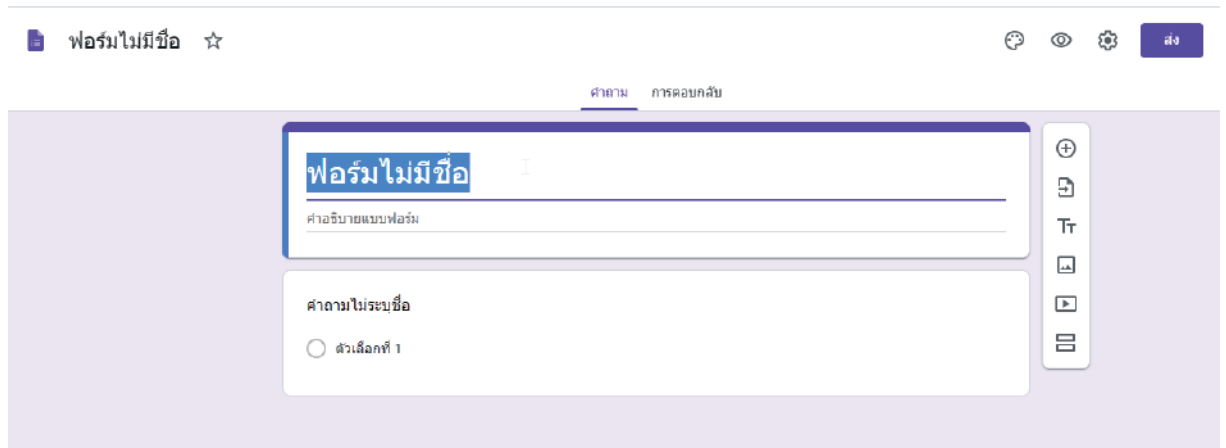 ฟอร์มไม่มีชื่อ
ส่ง
คำถาม การตอบกลับ
ฟอร์มไม่มีชื่อ
คำอธิบายแบบฟอร์ม
คำถามไม่ระบุชื่อ
ตัวเลือกที่ 1